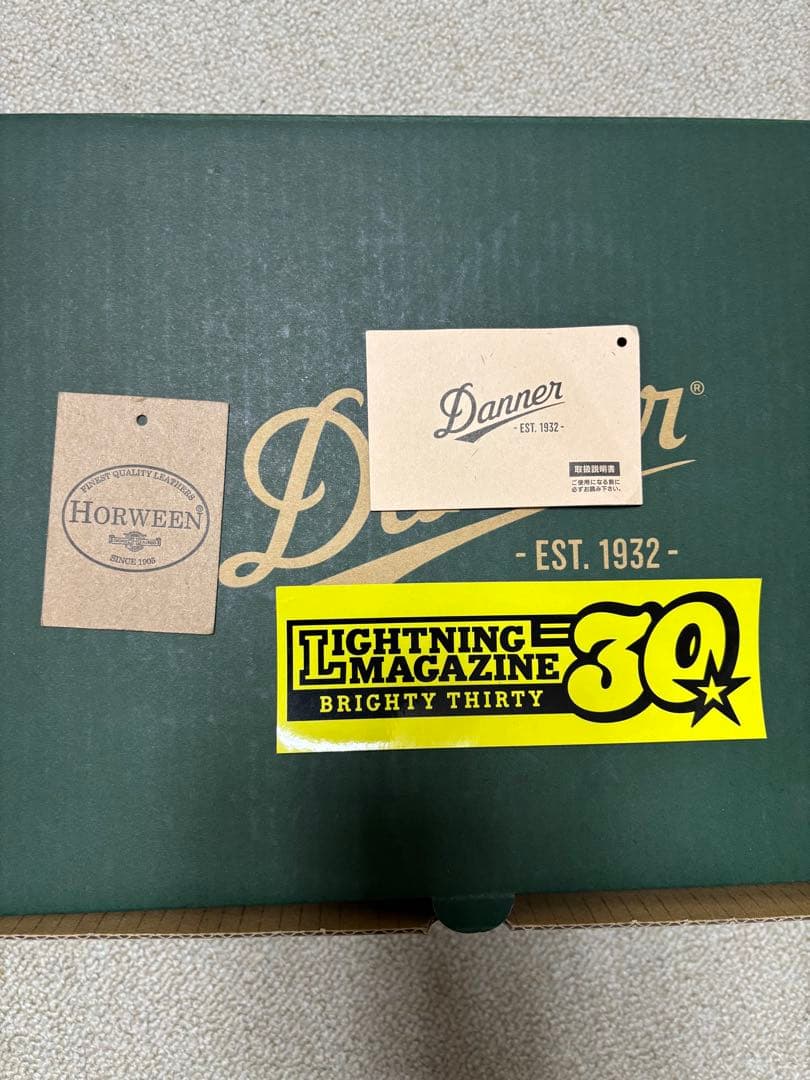 Danner
- EST. 1932 -
取扱説明書
ご使用になる前に
必ずお読み下さい。
FINEST QUALITY LEATHERS
HORWEEN®
SINCE 1905
D r®
- EST. 1932 -
LIGHTNING
MAGAZINE
BRIGHTY THIRTY
30